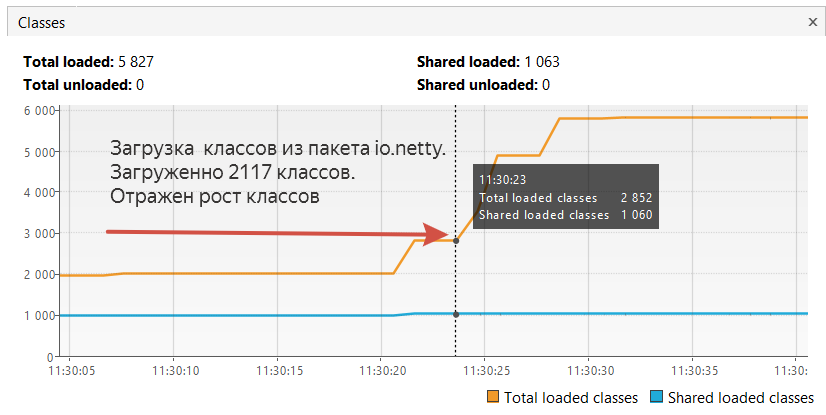 Classes ×
Total loaded: 5 827 Shared loaded: 1 063
Total unloaded: 0 Shared unloaded: 0
6 000
5 000
4 000
3 000
2 000
1 000
0
Загрузка классов из пакета io.netty.
Загруженно 2117 классов.
Отражен рост классов
11:30:23
Total loaded classes 2 852
Shared loaded classes 1 060
11:30:05 11:30:10 11:30:15 11:30:20 11:30:25 11:30:30 11:30:35 11:30:
Total loaded classes Shared loaded classes